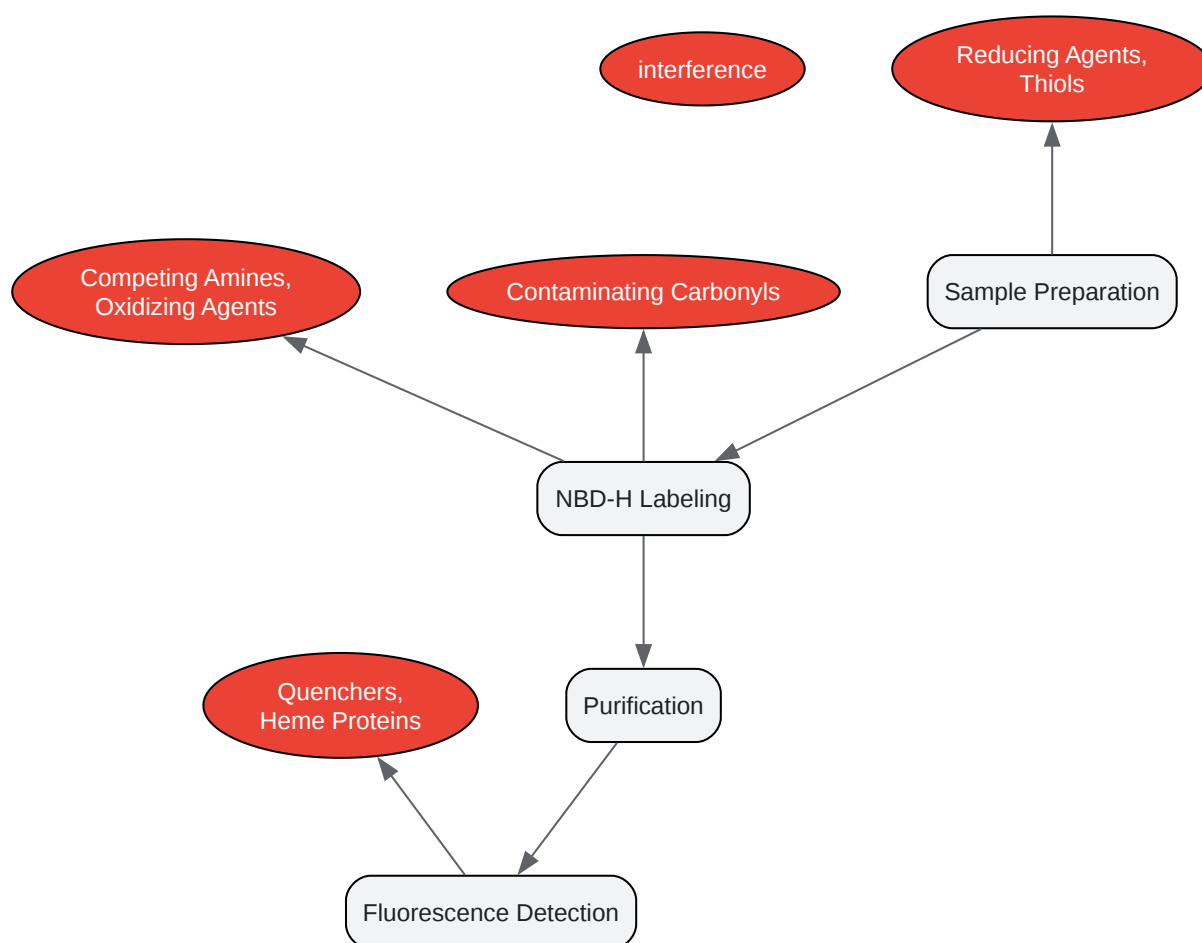 interference
Reducing Agents,
Thiols
Competing Amines,
Oxidizing Agents
Contaminating Carbonyls
Sample Preparation
NBD-H Labeling
Quenchers,
Heme Proteins
Purification
Fluorescence Detection